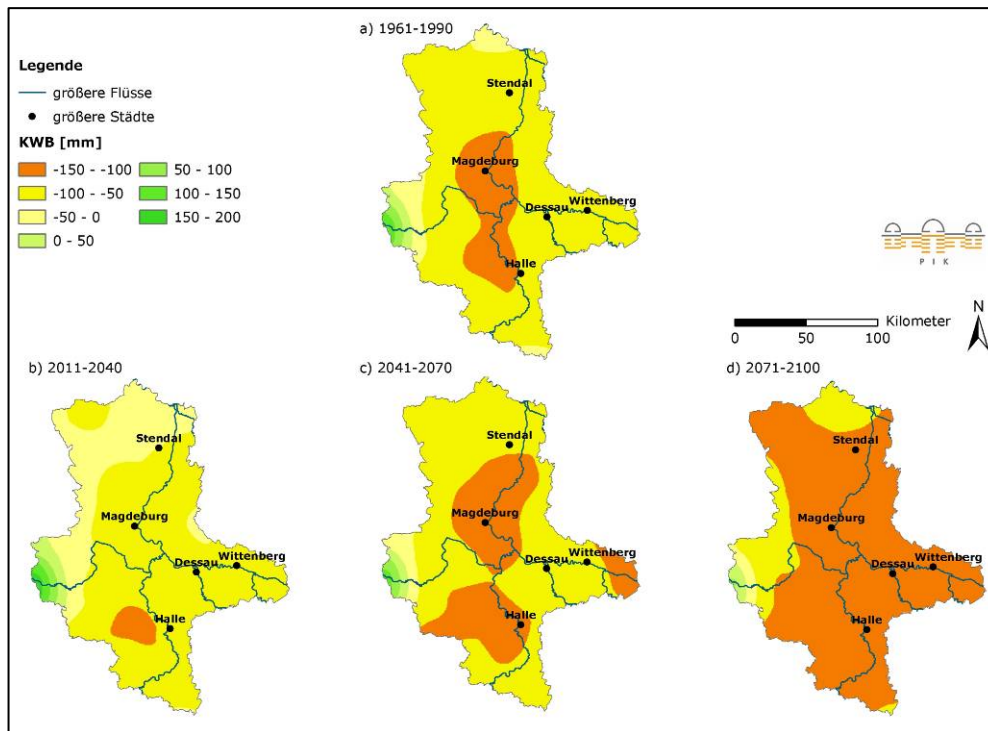 a) 1961-1990
Legende
größere Flüsse
größere Städte
KWB [mm]
-150 - -100
-100 - -50
-50 - 0
0 - 50
50 - 100
100 - 150
150 - 200
Stendal
Magdeburg
Dessau
Wittenberg
Halle
P I K
Kilometer
0 50 100
N
b) 2011-2040
Stendal
Magdeburg
Dessau
Wittenberg
Halle
c) 2041-2070
Stendal
Magdeburg
Dessau
Wittenberg
Halle
d) 2071-2100
Stendal
Magdeburg
Dessau
Wittenberg
Halle